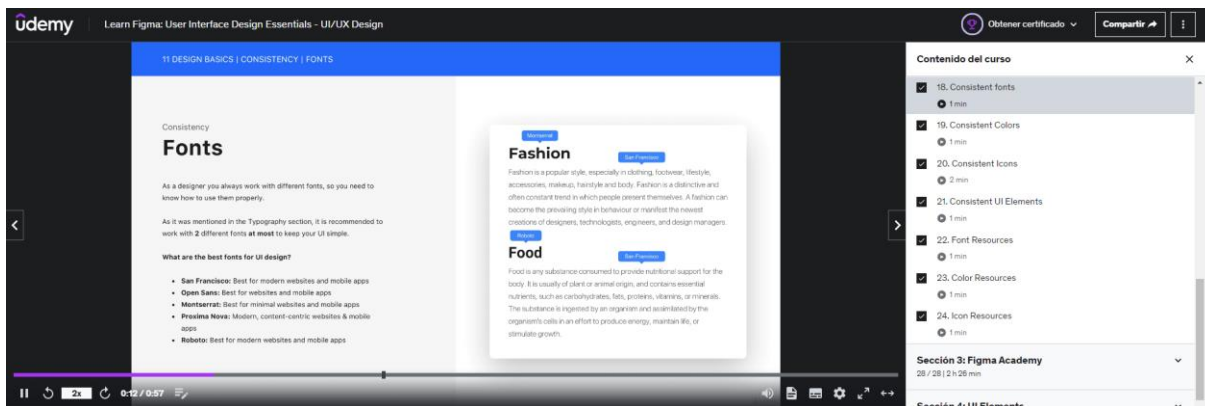 ûdemy
Learn Figma: User Interface Design Essentials - UI/UX Design
Obtener certificado
Compartir
11 DESIGN BASICS | CONSISTENCY | FONTS
Consistency
Fonts
As a designer you always work with different fonts, so you need to
know how to use them properly.
As it was mentioned in the Typography section, it is recommended to
work with 2 different fonts at most to keep your UI simple.
What are the best fonts for UI design?
• San Francisco: Best for modern websites and mobile apps
• Open Sans: Best for websites and mobile apps
• Montserrat: Best for minimal websites and mobile apps
• Proxima Nova: Modern, content-centric websites & mobile
apps
• Roboto: Best for modern websites and mobile apps
Montserrat
Fashion
San Francisco
Fashion is a popular style, especially in clothing, footwear, lifestyle,
accessories, makeup, hairstyle and body. Fashion is a distinctive and
often constant trend in which people present themselves. A fashion can
become the prevailing style in behaviour or manifest the newest
creations of designers, technologists, engineers, and design managers.
Roboto
Food
San Francisco
Food is any substance consumed to provide nutritional support for the
body. It is usually of plant or animal origin, and contains essential
nutrients, such as carbohydrates, fats, proteins, vitamins, or minerals.
The substance is ingested by an organism and assimilated by the
organism's cells in an effort to produce energy, maintain life, or
stimulate growth.
2x
0:12 / 0:57
Contenido del curso
18. Consistent fonts
1 min
19. Consistent Colors
1 min
20. Consistent Icons
2 min
21. Consistent UI Elements
1 min
22. Font Resources
1 min
23. Color Resources
1 min
24. Icon Resources
1 min
Sección 3: Figma Academy
28 / 28 | 2 h 26 min
Sección 4: UI Elements